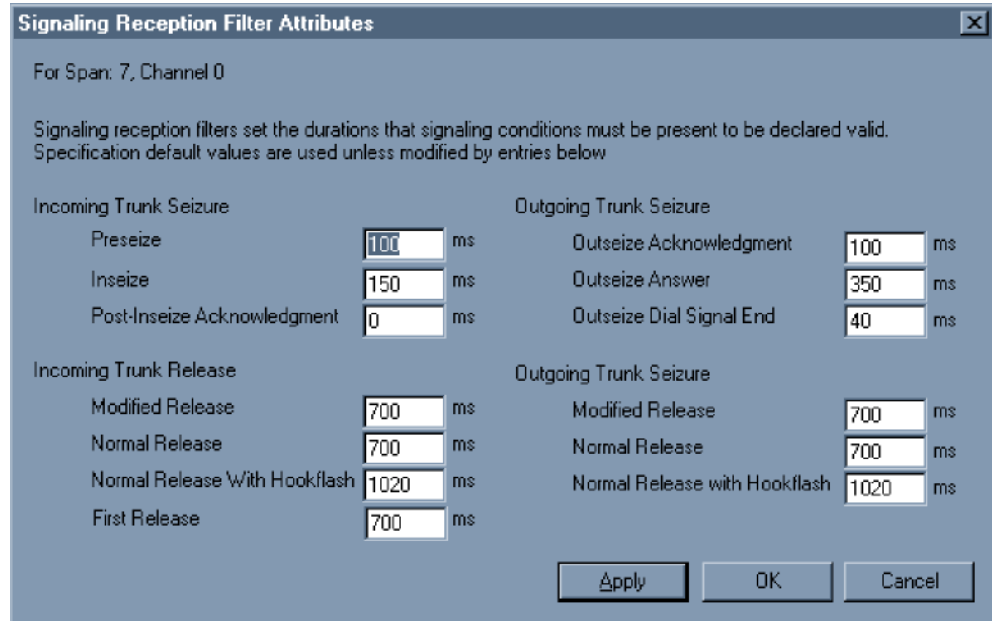 Signaling Reception Filter Attributes
For Span: 7, Channel 0
Signaling reception filters set the durations that signaling conditions must be present to be declared valid.
Specification default values are used unless modified by entries below
Incoming Trunk Seizure
Preseize 100 ms
Inseize 150 ms
Post-Inseize Acknowledgment 0 ms
Outgoing Trunk Seizure
Outseize Acknowledgment 100 ms
Outseize Answer 350 ms
Outseize Dial Signal End 40 ms
Incoming Trunk Release
Modified Release 700 ms
Normal Release 700 ms
Normal Release With Hookflash 1020 ms
First Release 700 ms
Outgoing Trunk Seizure
Modified Release 700 ms
Normal Release 700 ms
Normal Release with Hookflash 1020 ms
Apply OK Cancel